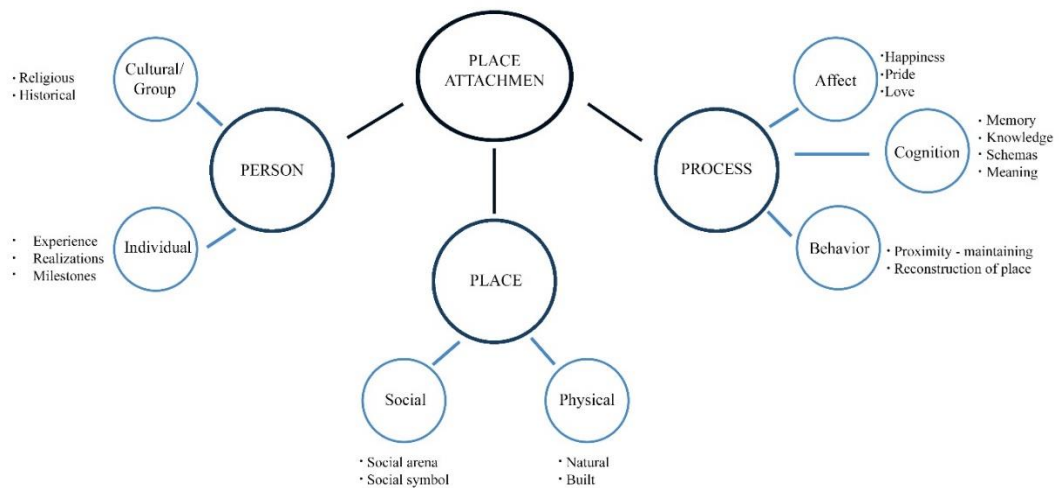 PLACE
ATTACHMEN
Cultural/
Group
· Religious
· Historical
PERSON
Individual
· Experience
· Realizations
· Milestones
PLACE
Social
· Social arena
· Social symbol
Physical
· Natural
· Built
PROCESS
Affect
·Happiness
·Pride
·Love
Cognition
· Memory
· Knowledge
· Schemas
· Meaning
Behavior
· Proximity - maintaining
· Reconstruction of place